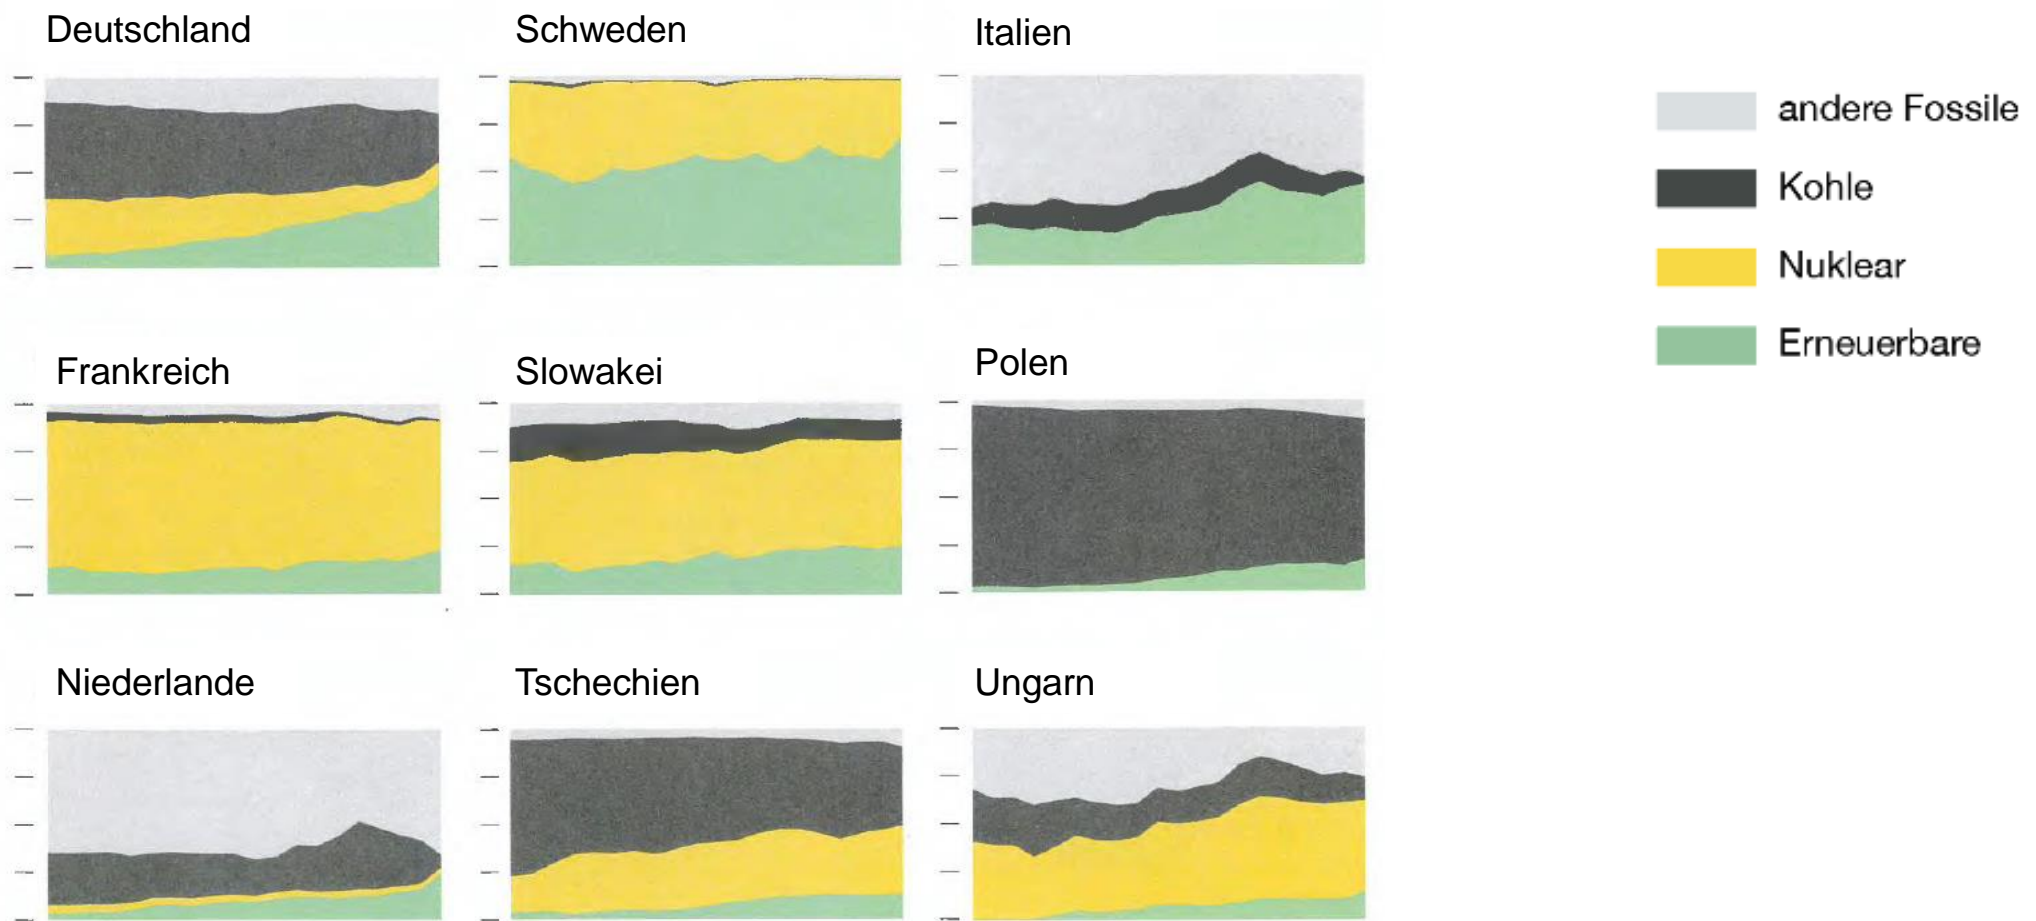 Deutschland
Schweden
Italien
andere Fossile
Kohle
Nuklear
Erneuerbare
Frankreich
Slowakei
Polen
Niederlande
Tschechien
Ungarn